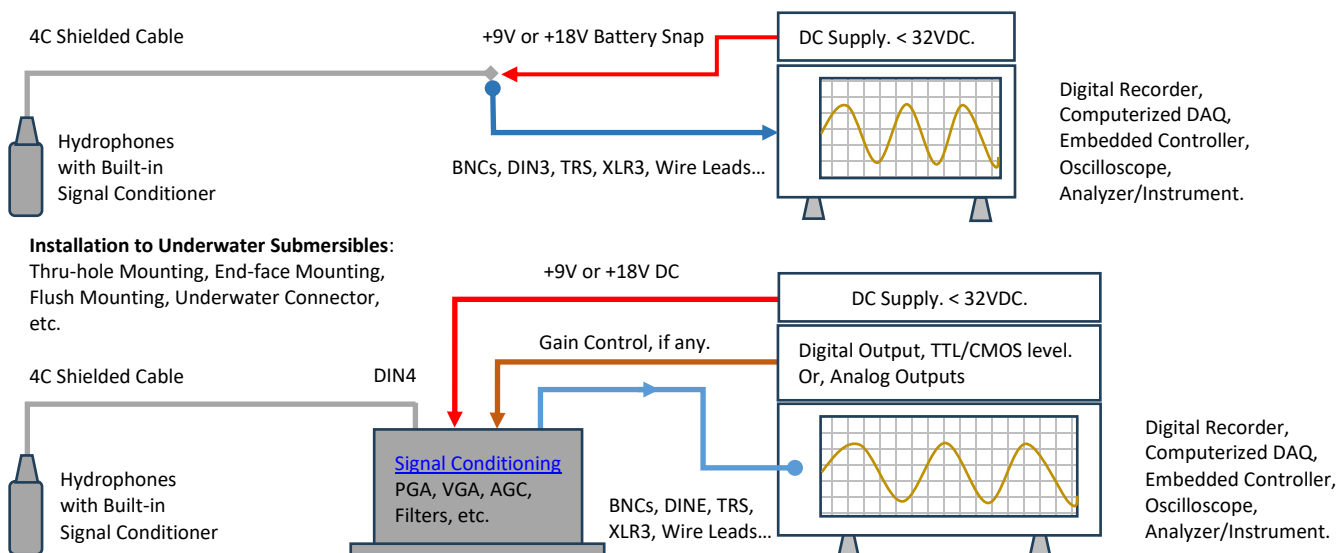 4C Shielded Cable
+9V or +18V Battery Snap
DC Supply. < 32VDC.
Hydrophones
with Built-in
Signal Conditioner
BNCs, DIN3, TRS, XLR3, Wire Leads...
Digital Recorder,
Computerized DAQ,
Embedded Controller,
Oscilloscope,
Analyzer/Instrument.
Installation to Underwater Submersibles:
Thru-hole Mounting, End-face Mounting,
Flush Mounting, Underwater Connector,
etc.
+9V or +18V DC
DC Supply. < 32VDC.
Gain Control, if any.
Digital Output, TTL/CMOS level.
Or, Analog Outputs
4C Shielded Cable
DIN4
Hydrophones
with Built-in
Signal Conditioner
Signal Conditioning
PGA, VGA, AGC,
Filters, etc.
BNCs, DINE, TRS,
XLR3, Wire Leads...
Digital Recorder,
Computerized DAQ,
Embedded Controller,
Oscilloscope,
Analyzer/Instrument.